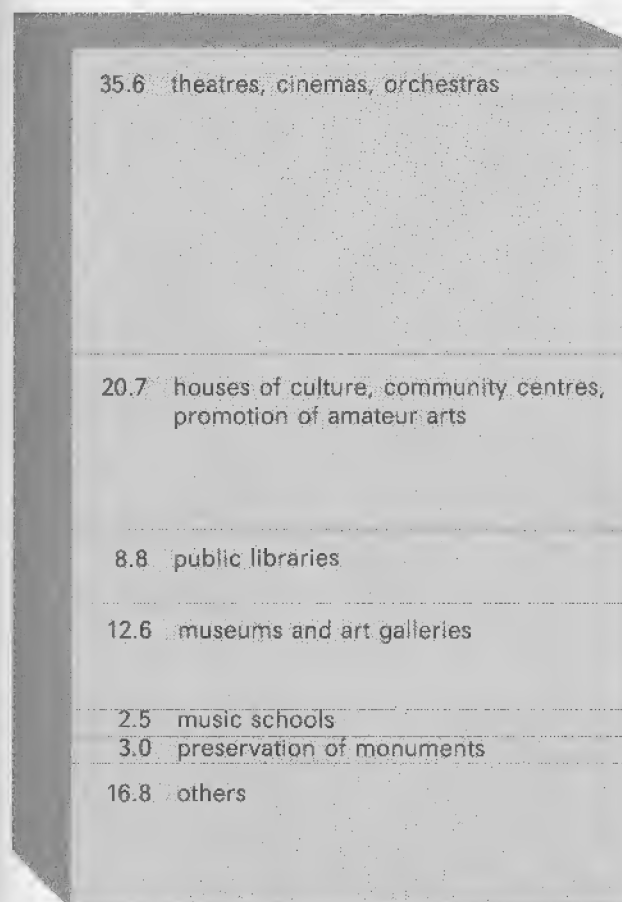 35.6 theatres, cinemas, orchestras
20.7 houses of culture, community centres,
promotion of amateur arts
8.8 public libraries
12.6 museums and art galleries
2.5 music schools
3.0 preservation of monuments
16.8 others